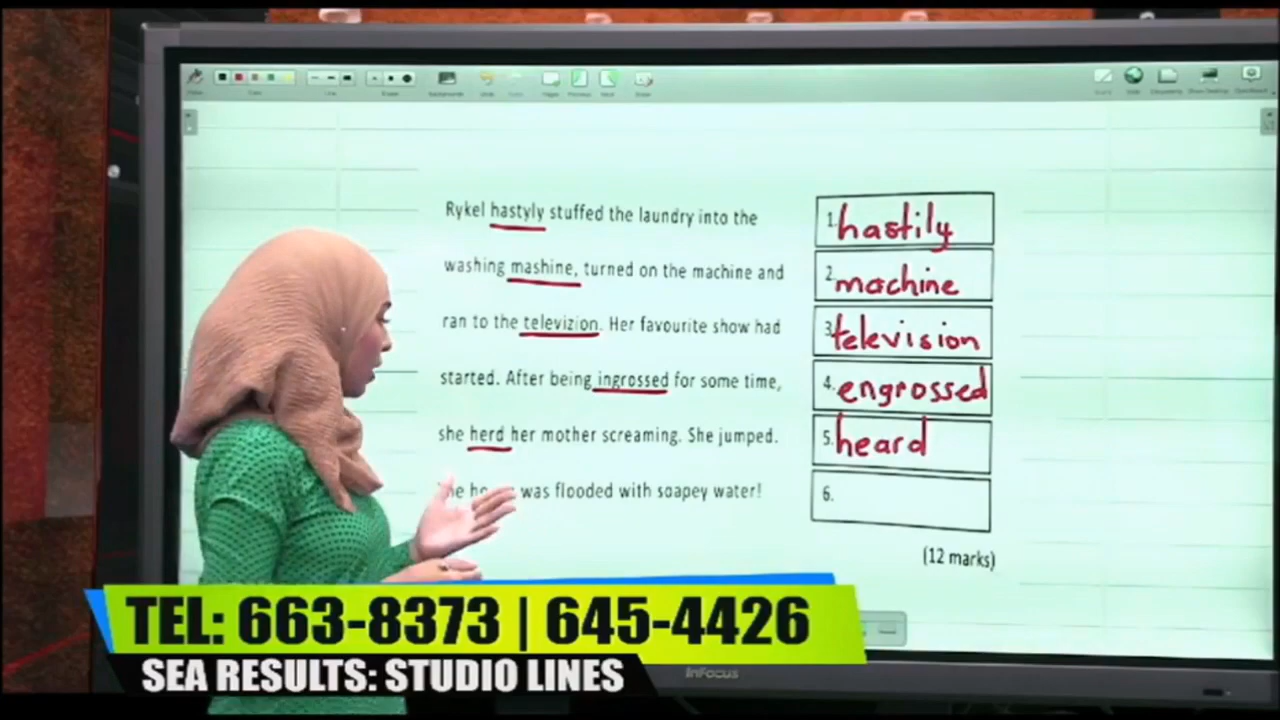 Rykel hastyly stuffed the laundry into the
1. hastily
washing mashine, turned on the machine and
2. machine
ran to the televizion. Her favourite show had
3. television
started. After being ingrossed for some time,
4. engrossed
she herd her mother screaming. She jumped.
5. heard
was flooded with soapey water!
6.
(12 marks)
TEL: 663-8373 | 645-4426
SEA RESULTS: STUDIO LINES
InFocus